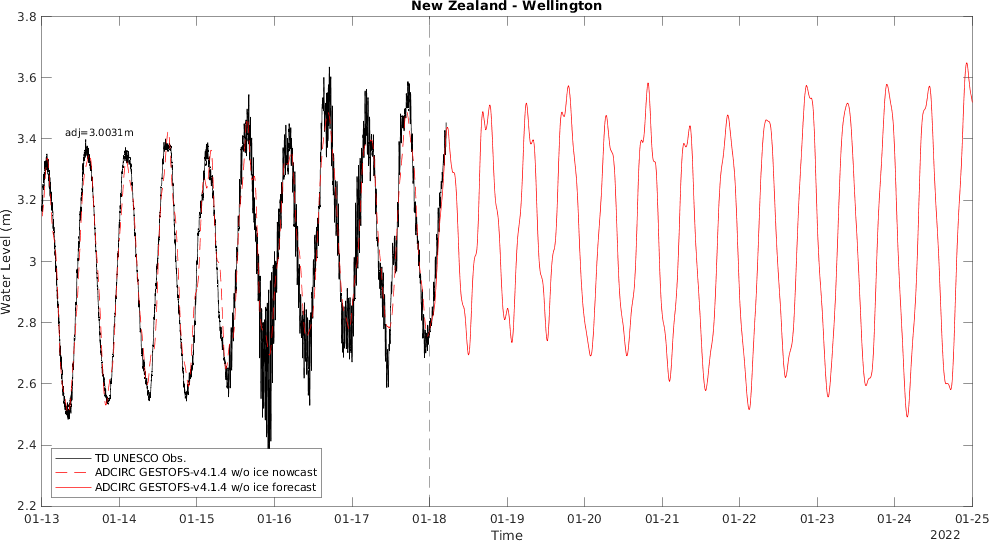 New Zealand - Wellington
3.8
3.6
3.4
3.2
3
2.8
2.6
2.4
2.2
Water Level (m)
adj=3.0031m
TD UNESCO Obs.
ADCIRC GESTOFS-v4.1.4 w/o ice nowcast
ADCIRC GESTOFS-v4.1.4 w/o ice forecast
01-13 01-14 01-15 01-16 01-17 01-18 01-19 01-20 01-21 01-22 01-23 01-24 01-25
Time
2022